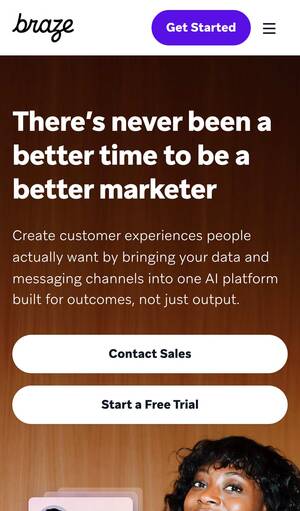 braze
Get Started
There's never been a
better time to be a
better marketer
Create customer experiences people
actually want by bringing your data and
messaging channels into one AI platform
built for outcomes, not just output.
Contact Sales
Start a Free Trial